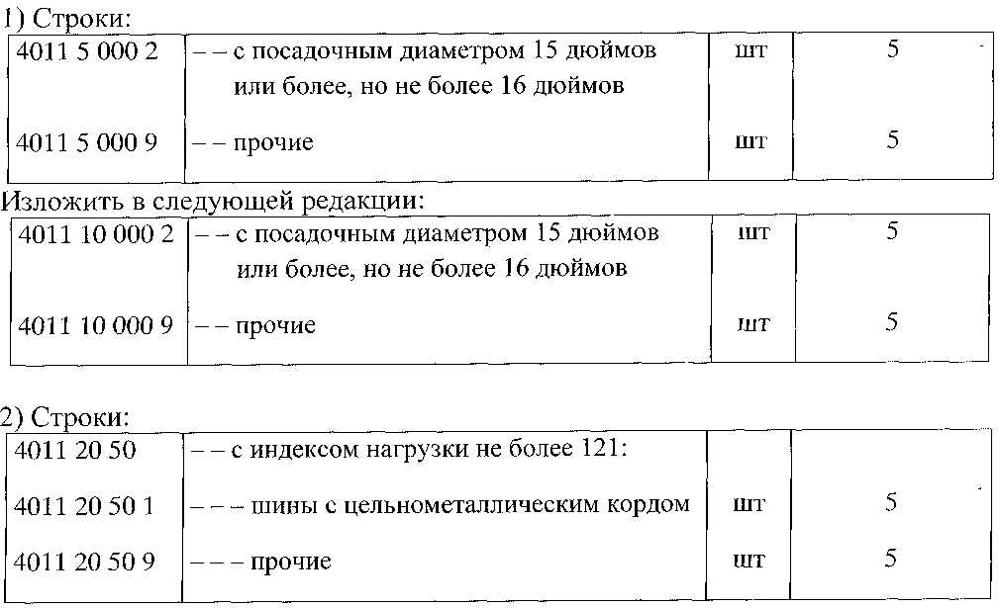 1) Строки:
4011 5 000 2 – – с посадочным диаметром 15 дюймов шт 5
или более, но не более 16 дюймов
4011 5 000 9 – – прочие шт 5
Изложить в следующей редакции:
4011 10 000 2 – – с посадочным диаметром 15 дюймов шт 5
или более, но не более 16 дюймов
4011 10 000 9 – – прочие шт 5
2) Строки:
4011 20 50 – – с индексом нагрузки не более 121:
4011 20 50 1 – – – шины с цельнометаллическим кордом шт 5
4011 20 50 9 – – – прочие шт 5